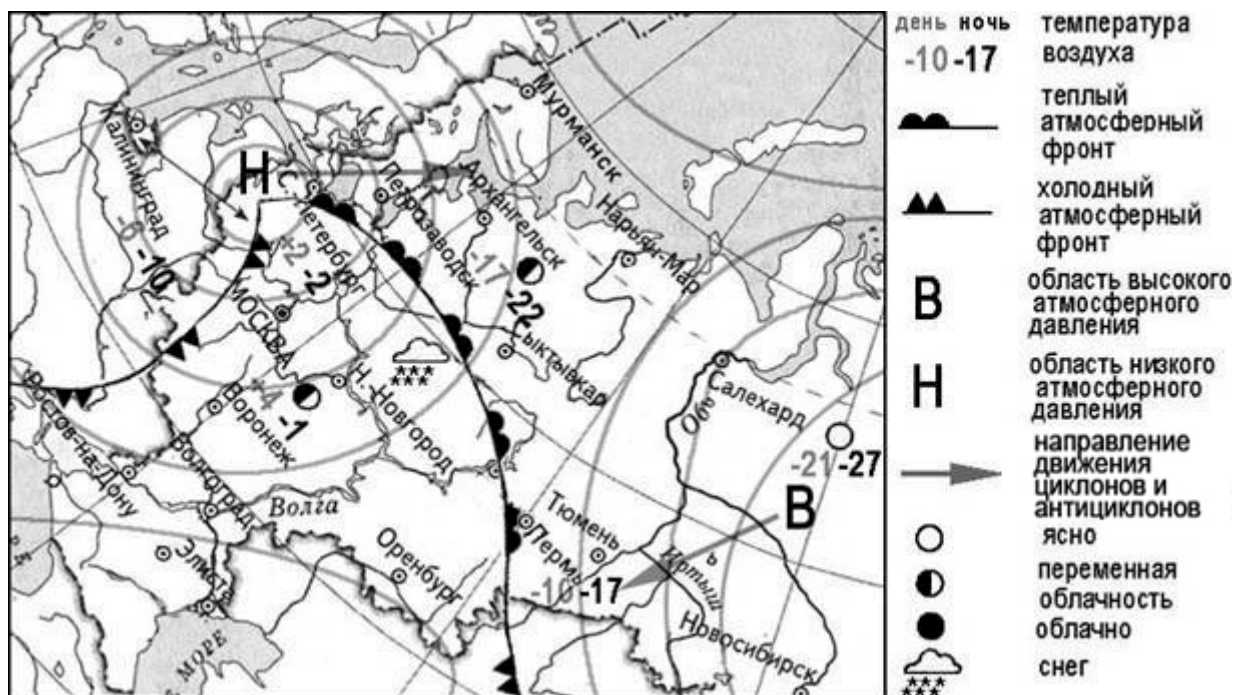 Мурманск
Калининград
-6 -10
Н
С.Петербург
Петрозаводск
Архангельск
Нарьян-Мар
+2 -2
-17 -22
МОСКВА
Сыктывкар
+4 -1
Воронеж
Н.-Новгород
Салехард
Обь
-21 -27
Ростов-на-Дону
Волгоград
Волга
В
Тюмень
Пермь
Элиста
Оренбург
-10 -17
Иртыш
Новосибирск
МОРЕ
день ночь температура
-10 -17 воздуха
теплый
атмосферный
фронт
холодный
атмосферный
фронт
В
область высокого
атмосферного
давления
Н
область низкого
атмосферного
давления
направление
движения
циклонов и
антициклонов
ясно
переменная
облачность
облачно
снег